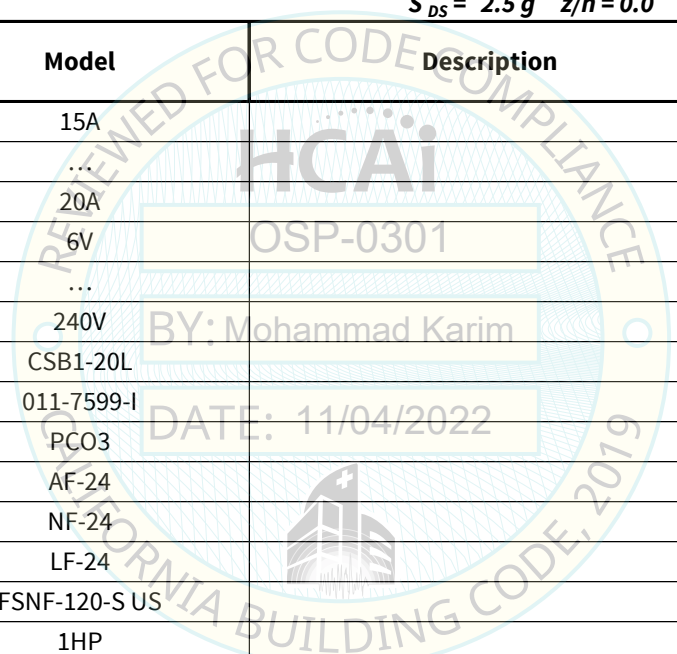 S DS = 2.5 g z/h = 0.0
Model Description
15A
...
20A
6V
...
240V
CSB1-20L
011-7599-I
PCO3
AF-24
NF-24
LF-24
FSNF-120-S US
1HP
REVIEWED FOR CODE COMPLIANCE
HCAi
OSP-0301
BY: Mohammad Karim
DATE: 11/04/2022
CALIFORNIA BUILDING CODE, 2019